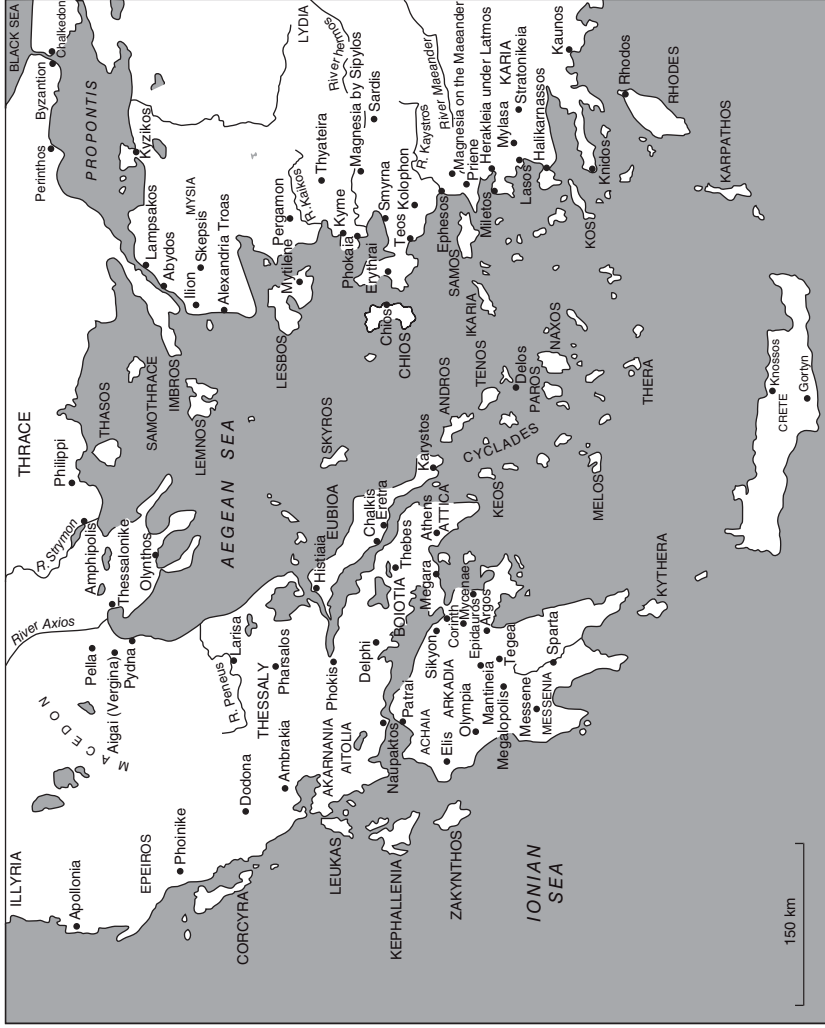 ILLYRIA
Apollonia
EPEIROS
Phoinike
CORCYRA
MACEDON
Pella
Aigai (Vergina)
Pydna
River Axios
R. Strymon
THRACE
Philippi
Amphipolis
Thessalonike
Olynthos
THASOS
SAMOTHRACE
IMBROS
LEMNOS
AEGEAN SEA
BLACK SEA
Chalkedon
Byzantion
Perinthos
PROPONTIS
Kyzikos
Lampsakos
Abydos
MYSIA
Skepsis
Ilion
Alexandria Troas
Dodona
R. Peneus
Larisa
THESSALY
Pharsalos
Ambrakia
AKARNANIA
AITOLIA
Phokis
Histiaia
EUBIOA
SKYROS
LESBOS
Mytilene
Pergamon
R. Kaikos
Thyateira
LYDIA
River
hermos
Magnesia by Sipylos
Sardis
Kyme
Phokaia
Smyrna
Erythrai
Teos
Kolophon
Chios
CHIOS
LEUKAS
KEPHALLENIA
ZAKYNTHOS
IONIAN
SEA
Delphi
Naupaktos
BOIOTIA
Thebes
Chalkis
Eretra
Karystos
Athens
ATTICA
Megara
Patrai
ACHAIA
Elis
ARKADIA
Sikyon
Corinth
Mycenae
Epidauros
Argos
Olympia
Mantineia
Tegea
Megalopolis
Messene
MESSENIA
Sparta
KYTHERA
ANDROS
TENOS
CYCLADES
KEOS
Delos
PAROS
NAXOS
MELOS
THERA
IKARIA
SAMOS
R. Kaystros
River Maeander
Ephesos
Magnesia on the Maeander
Priene
Herakleia under Latmos
Miletos
Mylasa
KARIA
Stratonikeia
Lasos
Halikarnassos
Kaunos
KOS
Knidos
Rhodos
RHODES
KARPATHOS
Knossos
CRETE
Gortyn
150 km